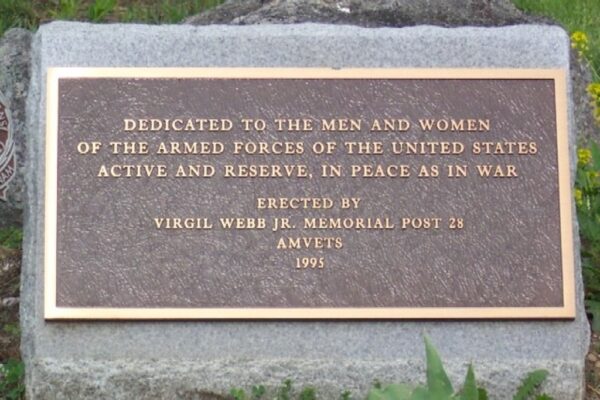 DEDICATED TO THE MEN AND WOMEN
OF THE ARMED FORCES OF THE UNITED STATES
ACTIVE AND RESERVE, IN PEACE AS IN WAR
ERECTED BY
VIRGIL WEBB JR. MEMORIAL POST 28
AMVETS
1995